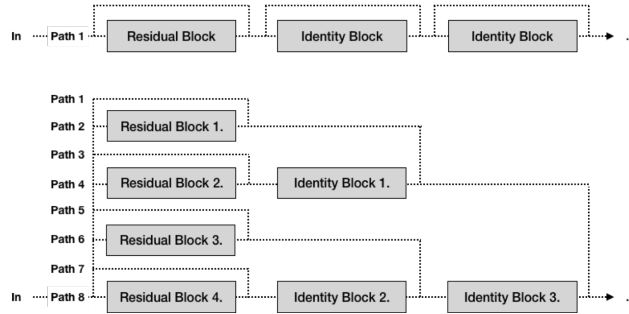 In Path 1 Residual Block Identity Block Identity Block .
Path 1
Path 2 Residual Block 1.
Path 3
Path 4 Residual Block 2. Identity Block 1.
Path 5
Path 6 Residual Block 3.
Path 7
In Path 8 Residual Block 4. Identity Block 2. Identity Block 3. .